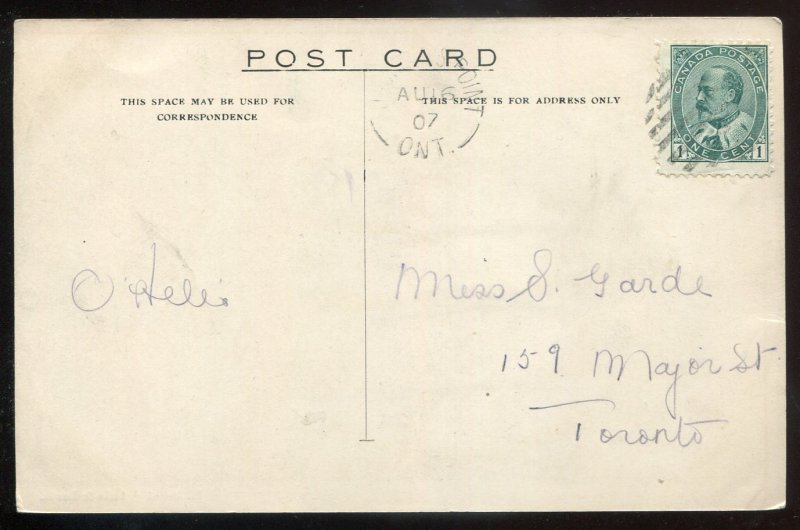 POST CARD
THIS SPACE MAY BE USED FOR
CORRESPONDENCE
THIS SPACE IS FOR ADDRESS ONLY
POINT
AU 16
07
ONT.
CANADA POSTAGE
1 ONE CENT 1
Miss S. Garde
159 Major St
Toronto